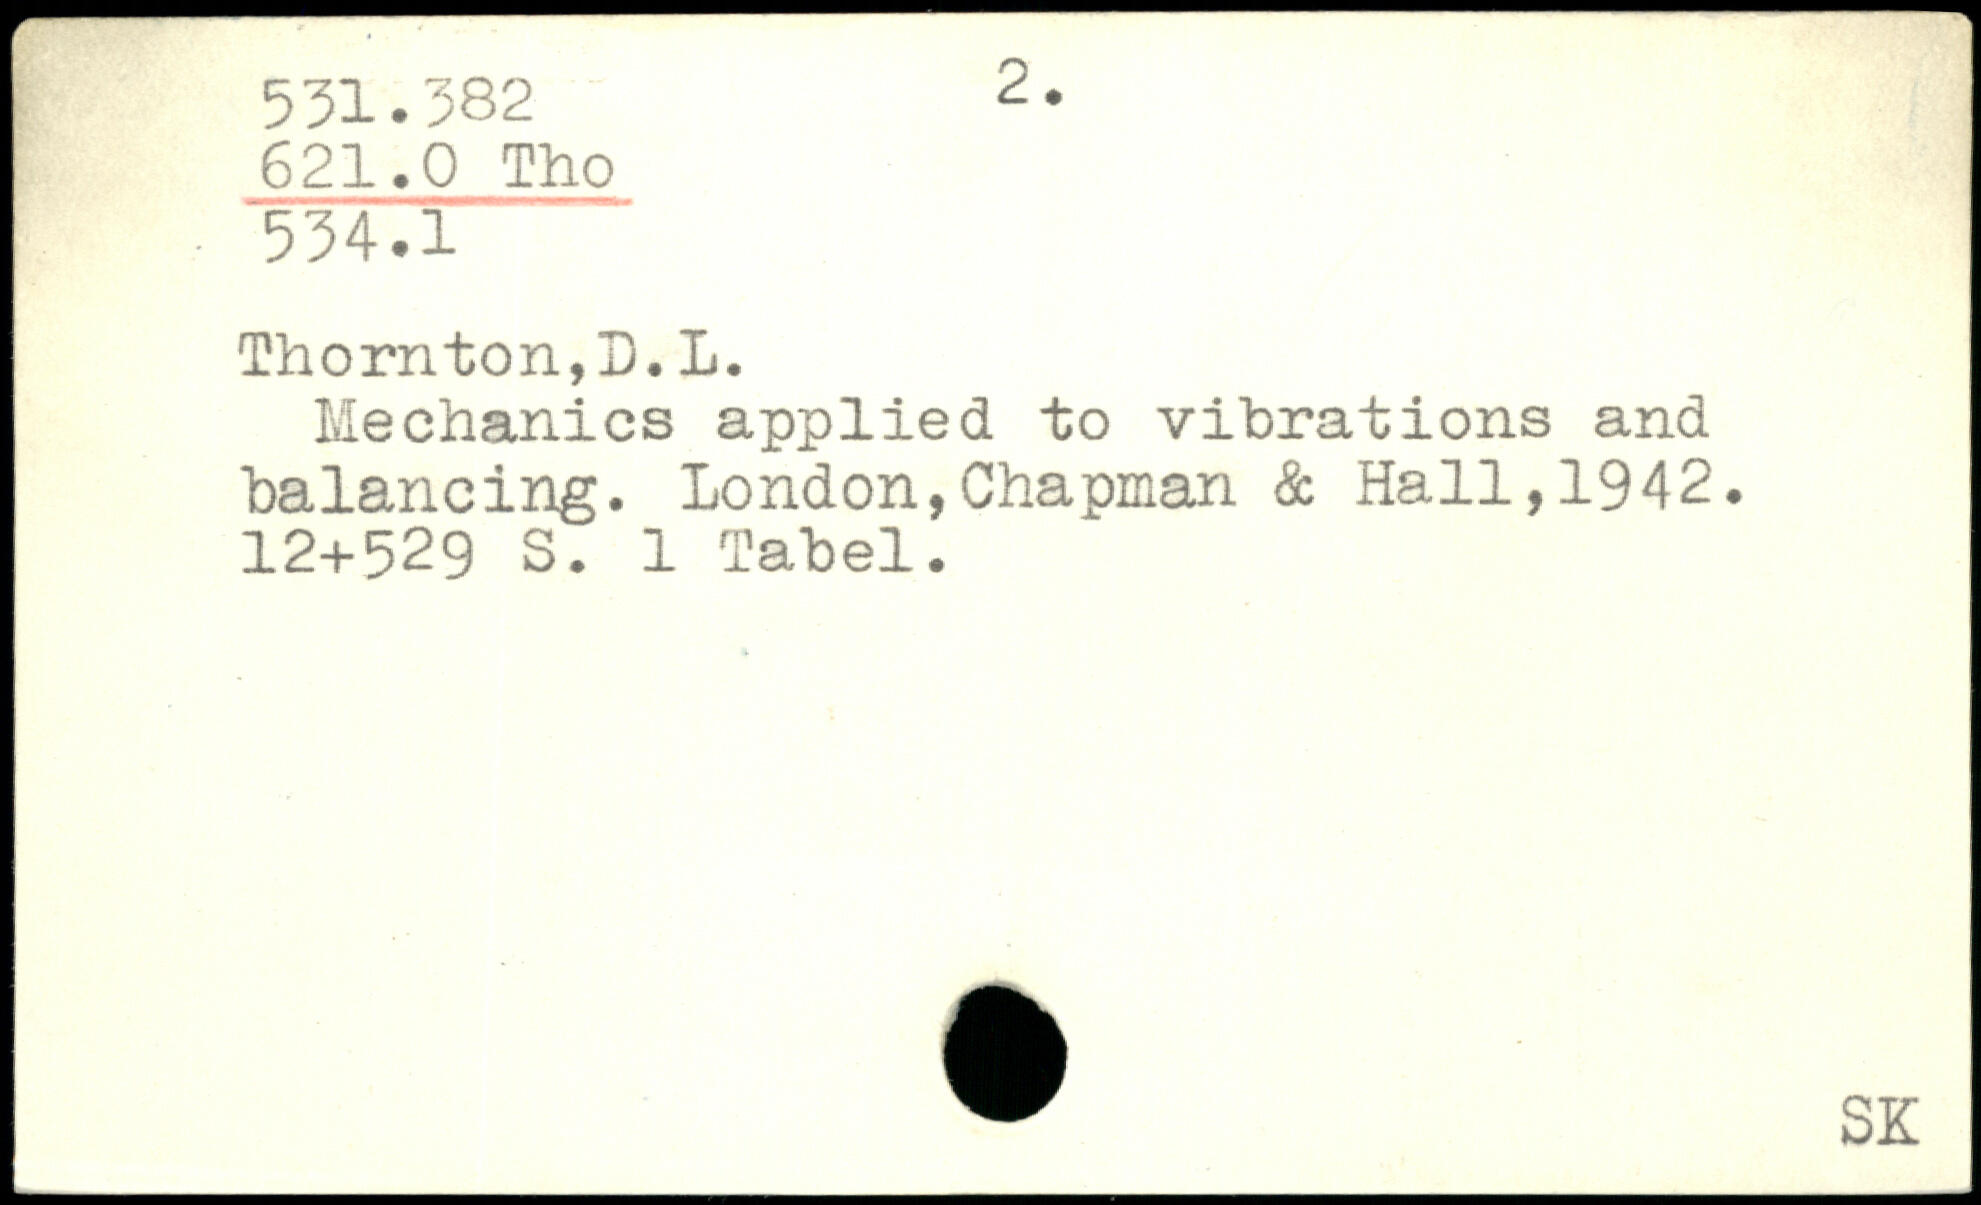 531.382
2.
621.0 Tho
534.1
Thornton,D.L.
Mechanics applied to vibrations and
balancing. London,Chapman & Hall,1942.
12+529 S. 1 Tabel.
SK